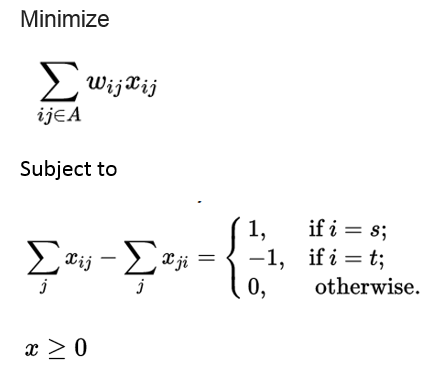 Minimize
∑_{ij∈A} w_{ij}x_{ij}
Subject to
∑_j x_{ij} − ∑_j x_{ji} = { 1, if i = s;
−1, if i = t;
0, otherwise.
x ≥ 0